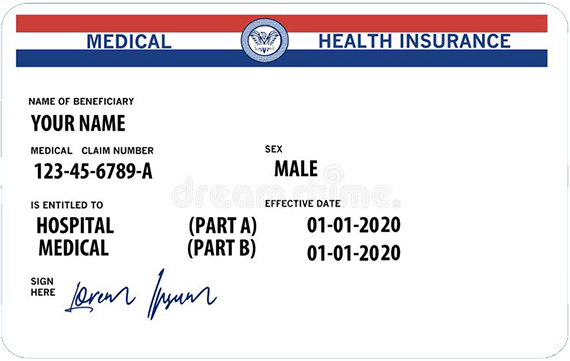 MEDICAL HEALTH INSURANCE
NAME OF BENEFICIARY
YOUR NAME
MEDICAL CLAIM NUMBER SEX
123-45-6789-A MALE
dreamstime.
IS ENTITLED TO EFFECTIVE DATE
HOSPITAL (PART A) 01-01-2020
MEDICAL (PART B) 01-01-2020
SIGN
HERE Lorem Ipsum